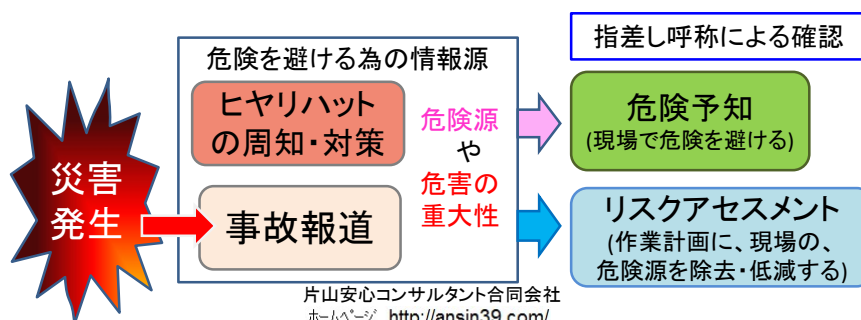 指差し呼称による確認
危険を避ける為の情報源
ヒヤリハット
の周知・対策
危険源
や
危害の
重大性
危険予知
(現場で危険を避ける)
災害
発生
事故報道
リスクアセスメント
(作業計画に、現場の、
危険源を除去・低減する)
片山安心コンサルタント合同会社
ホームページ http://ansin39.com/